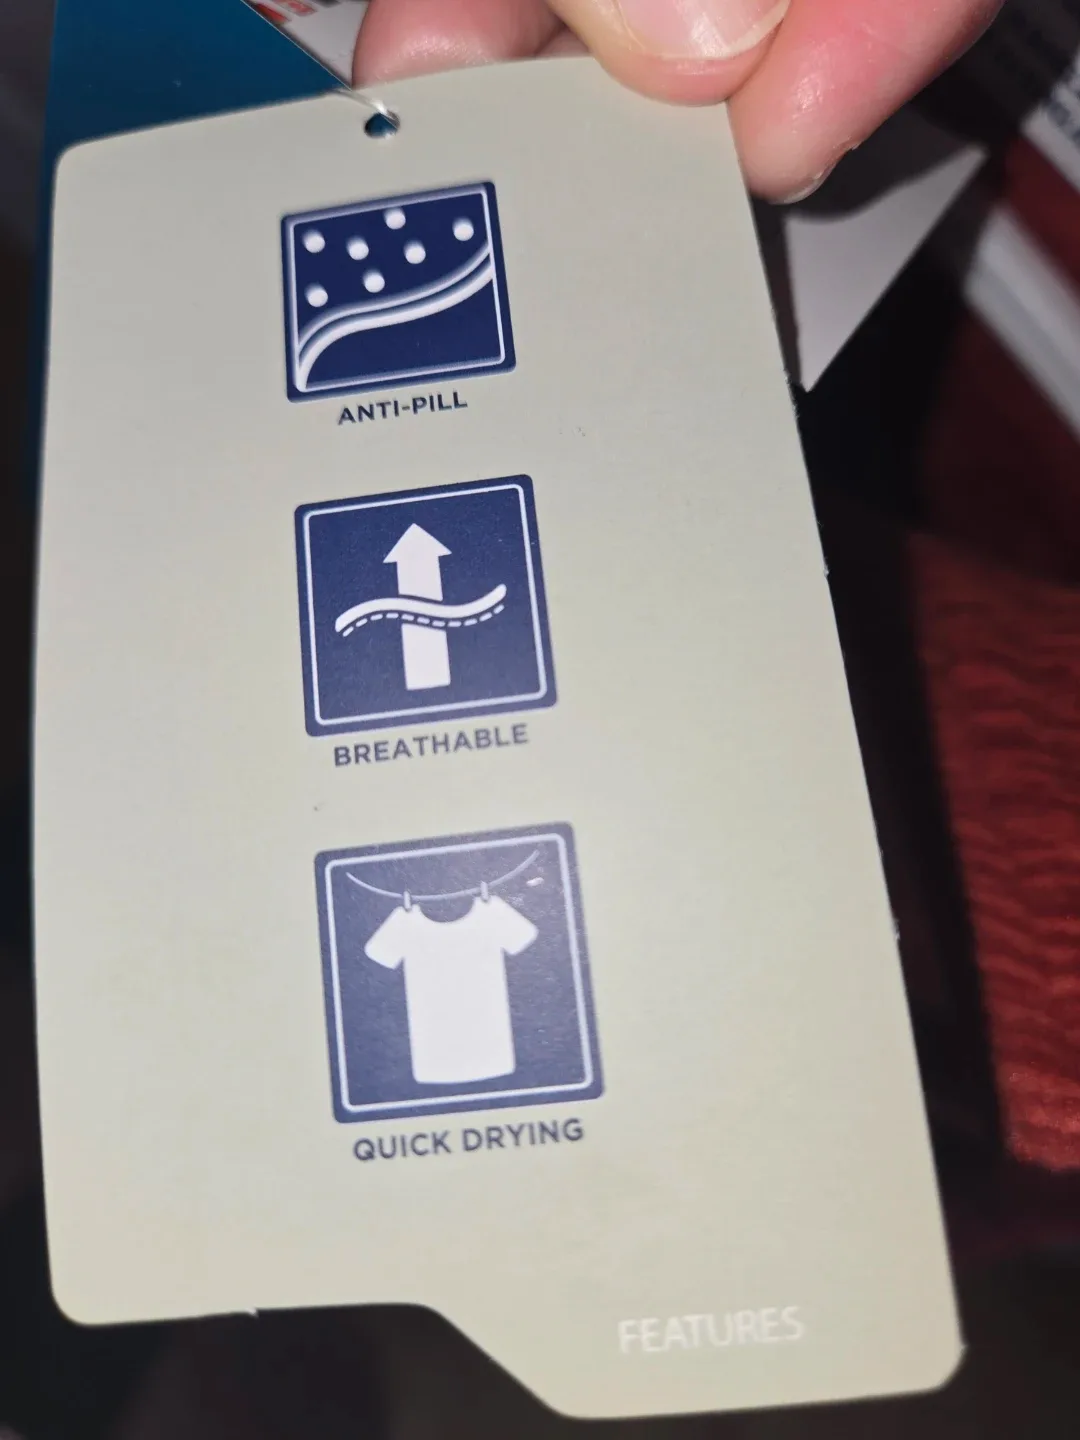 ANTI-PILL
BREATHABLE
QUICK DRYING
FEATURES